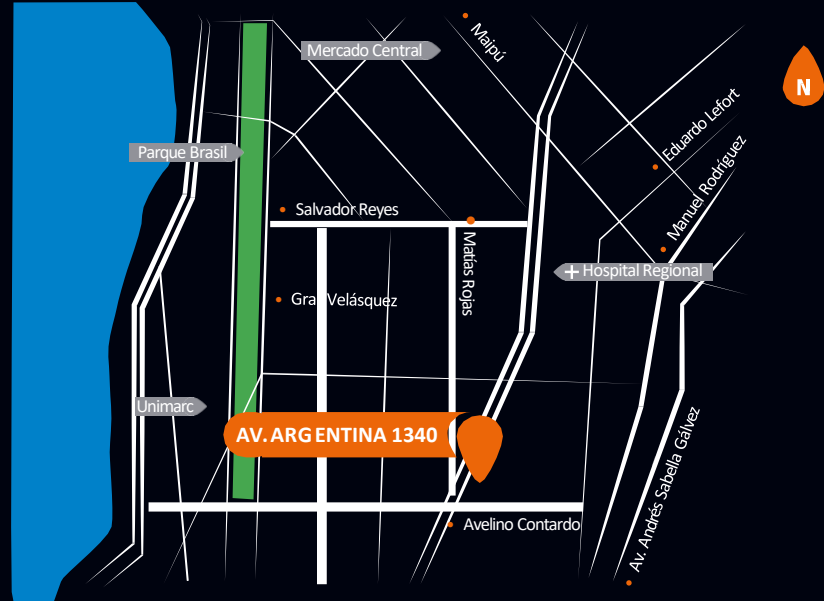 Mercado Central
Maipú
N
Eduardo Lefort
Parque Brasil
Manuel Rodríguez
Salvador Reyes
Matías Rojas
Hospital Regional
Gral Velásquez
Unimarc
AV. ARGENTINA 1340
Av. Andrés Sabella Gálvez
Avelino Contardo